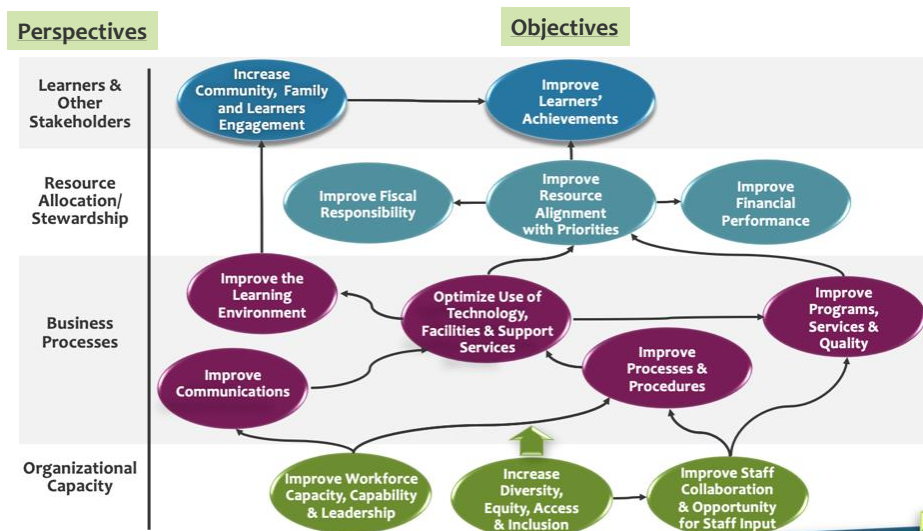 Perspectives
Objectives
Learners &
Other
Stakeholders
Increase
Community, Family
and Learners
Engagement
Improve
Learners'
Achievements
Resource
Allocation/
Stewardship
Improve Fiscal
Responsibility
Improve
Resource
Alignment
with Priorities
Improve
Financial
Performance
Business
Processes
Improve the
Learning
Environment
Optimize Use of
Technology,
Facilities & Support
Services
Improve
Programs,
Services &
Quality
Improve
Communications
Improve
Processes &
Procedures
Organizational
Capacity
Improve Workforce
Capacity, Capability
& Leadership
Increase
Diversity,
Equity, Access
& Inclusion
Improve Staff
Collaboration
& Opportunity
for Staff Input